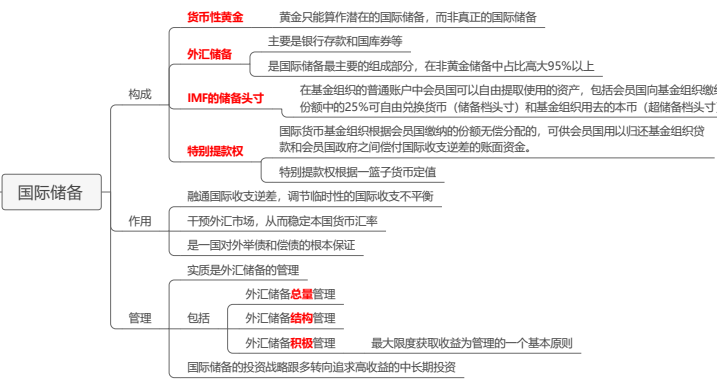 国际储备
构成
货币性黄金
黄金只能算作潜在的国际储备，而非真正的国际储备
外汇储备
主要是银行存款和国库券等
是国际储备最主要的组成部分，在非黄金储备中占比高大95%以上
IMF的储备头寸
在基金组织的普通账户中会员国可以自由提取使用的资产，包括会员国向基金组织缴纳
份额中的25%可自由兑换货币（储备档头寸）和基金组织用去的本币（超储备档头寸
特别提款权
国际货币基金组织根据会员国缴纳的份额无偿分配的，可供会员国用以归还基金组织贷
款和会员国政府之间偿付国际收支逆差的账面资金。
特别提款权根据一篮子货币定值
作用
融通国际收支逆差，调节临时性的国际收支不平衡
干预外汇市场，从而稳定本国货币汇率
是一国对外举债和偿债的根本保证
管理
实质是外汇储备的管理
包括
外汇储备总量管理
外汇储备结构管理
外汇储备积极管理
最大限度获取收益为管理的一个基本原则
国际储备的投资战略跟多转向追求高收益的中长期投资